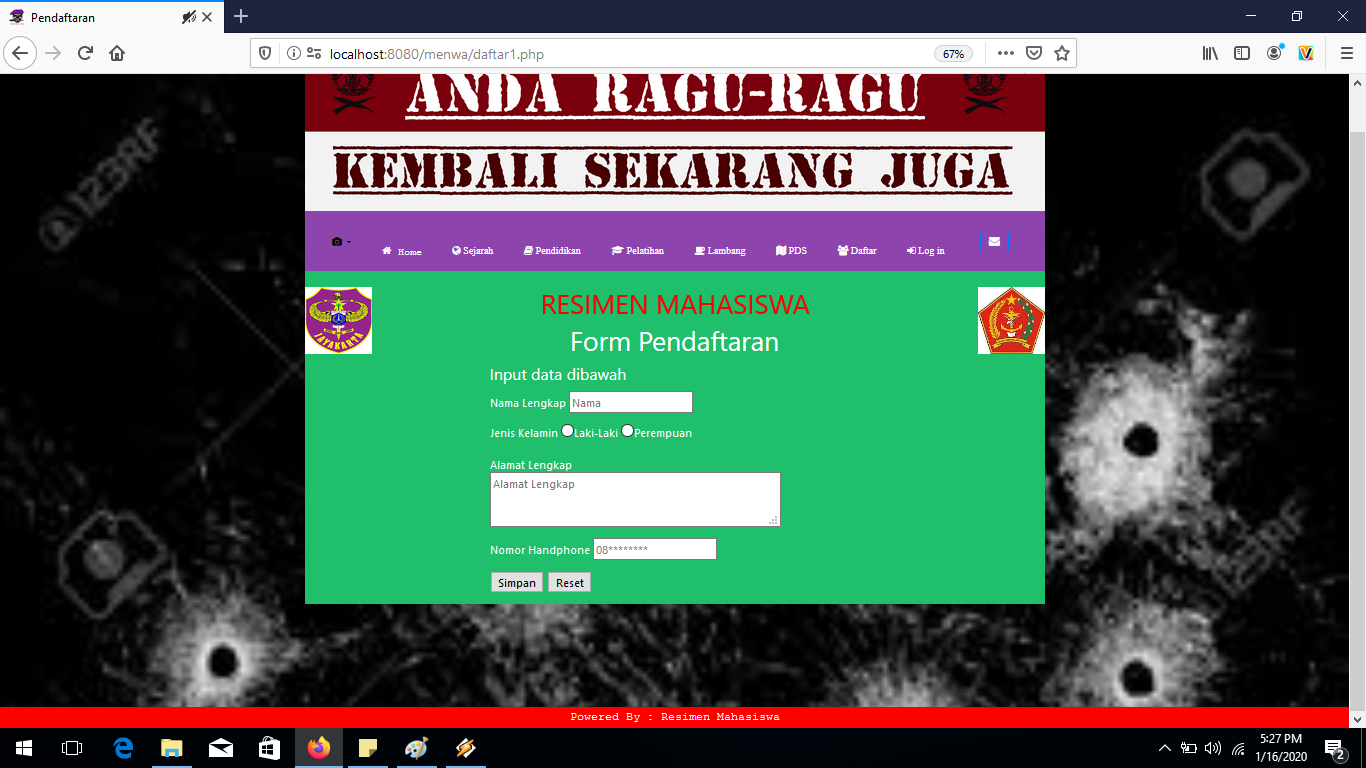 Pendaftaran
localhost:8080/menwa/daftar1.php
67%
ANDA RAGU-RAGU
KEMBALI SEKARANG JUGA
Home Sejarah Pendidikan Pelatihan Lambang PDS Daftar Log in
RESIMEN MAHASISWA
JAYAKARTA
Form Pendaftaran
Input data dibawah
Nama Lengkap Nama
Jenis Kelamin Laki-Laki Perempuan
Alamat Lengkap
Alamat Lengkap
Nomor Handphone 08********
Simpan Reset
123RF
Powered By : Resimen Mahasiswa
5:27 PM
1/16/2020
2